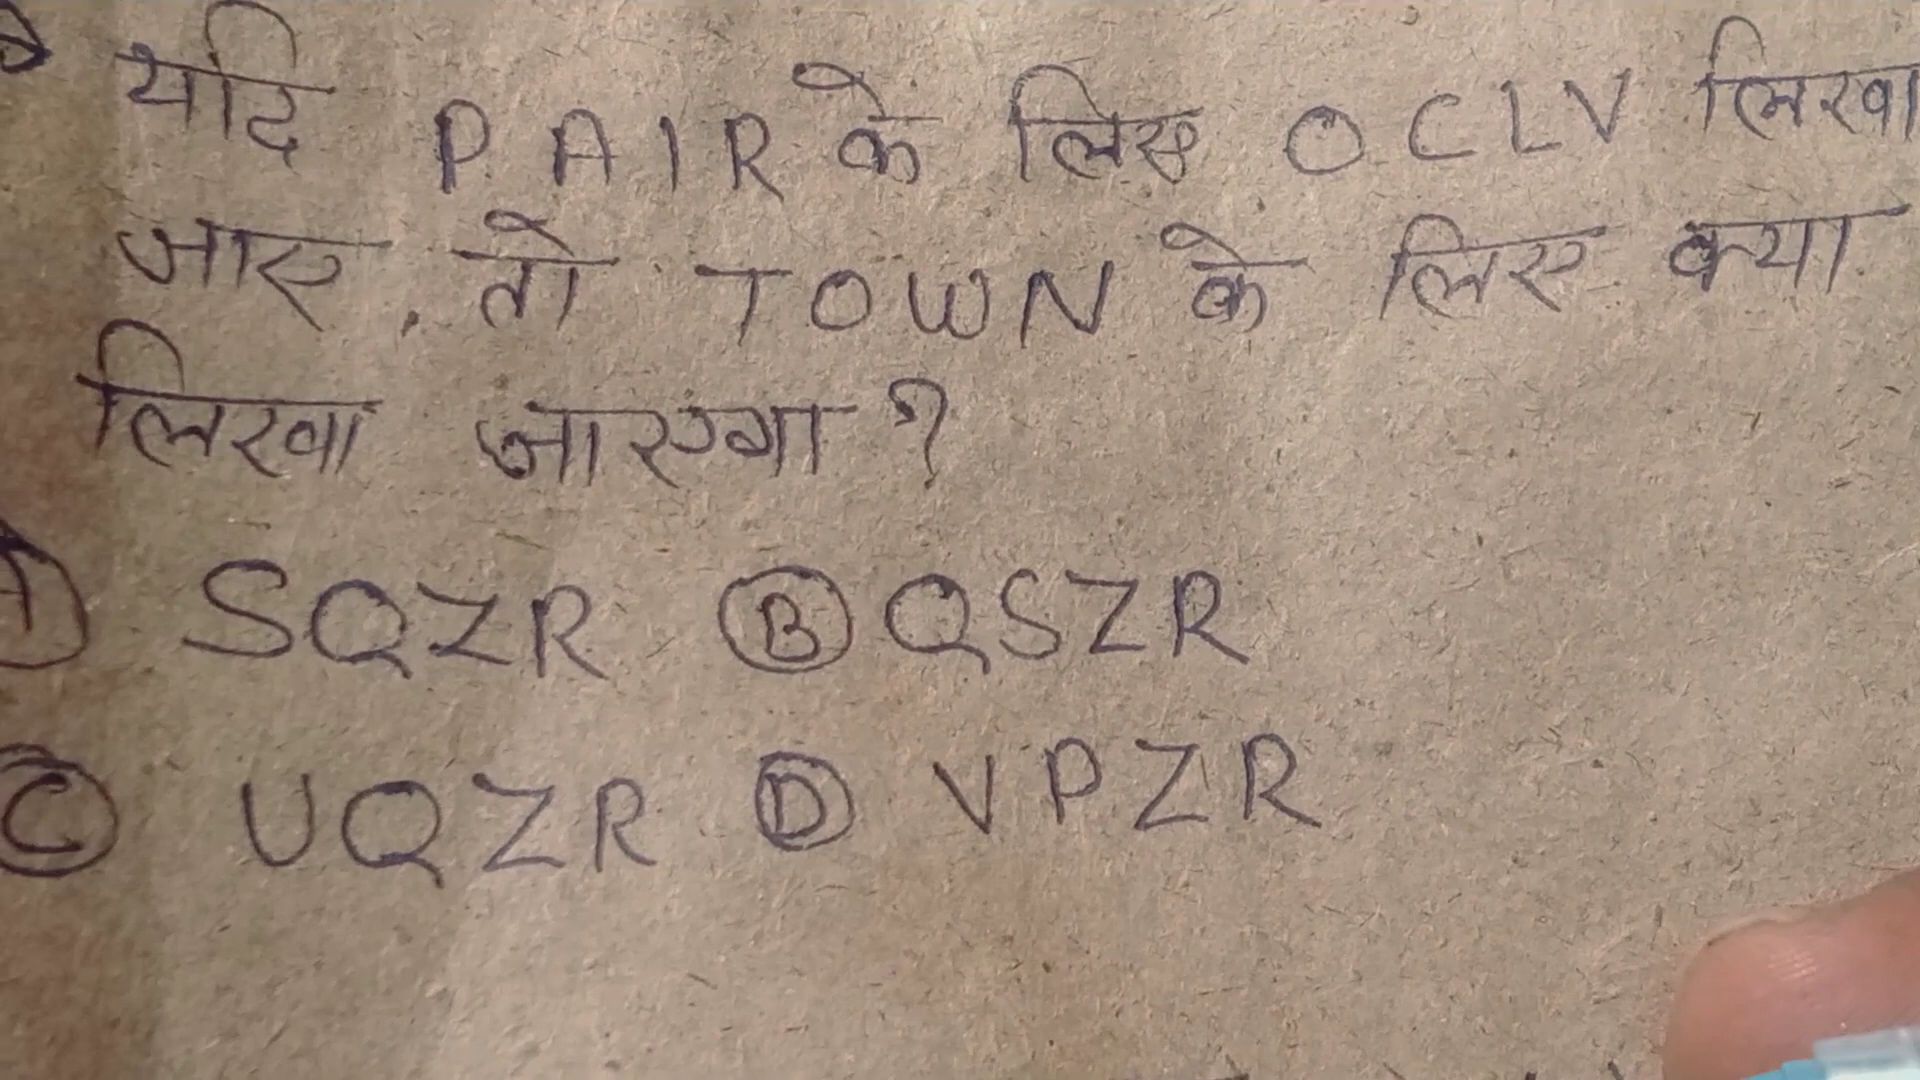 यदि PAIR के लिए OCLV लिखा
जाए, तो TOWN के लिए क्या
लिखा जाएगा ?
A SQZR B QSZR
C UQZR D VPZR